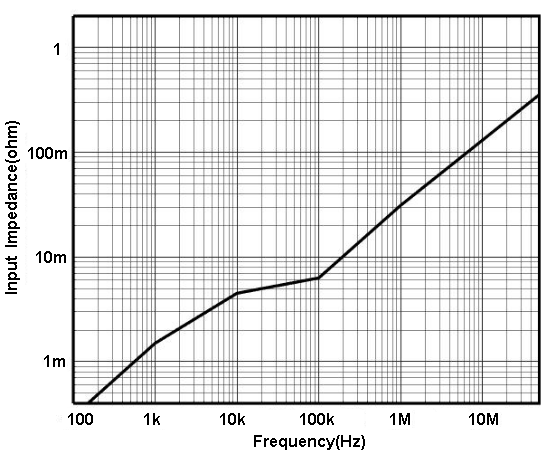 Input Impedance(ohm)
1
100m
10m
1m
100 1k 10k 100k 1M 10M
Frequency(Hz)